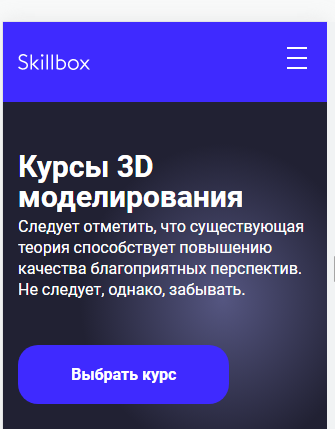 Skillbox
Курсы 3D
моделирования
Следует отметить, что существующая
теория способствует повышению
качества благоприятных перспектив.
Не следует, однако, забывать.
Выбрать курс